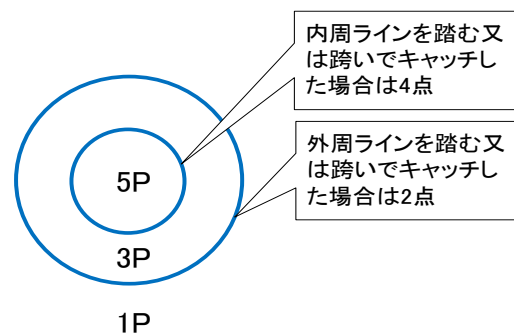 内周ラインを踏む又
は跨いでキャッチし
た場合は4点
外周ラインを踏む又
は跨いでキャッチし
た場合は2点
5P
3P
1P